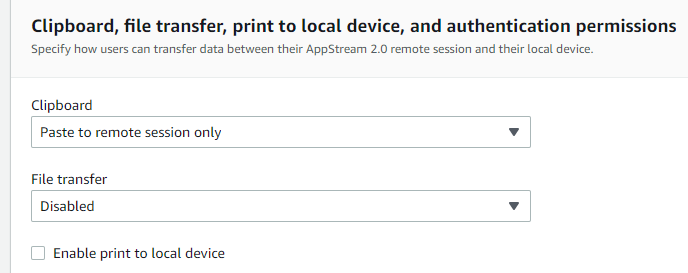 Clipboard, file transfer, print to local device, and authentication permissions
Specify how users can transfer data between their AppStream 2.0 remote session and their local device.
Clipboard
Paste to remote session only
File transfer
Disabled
Enable print to local device